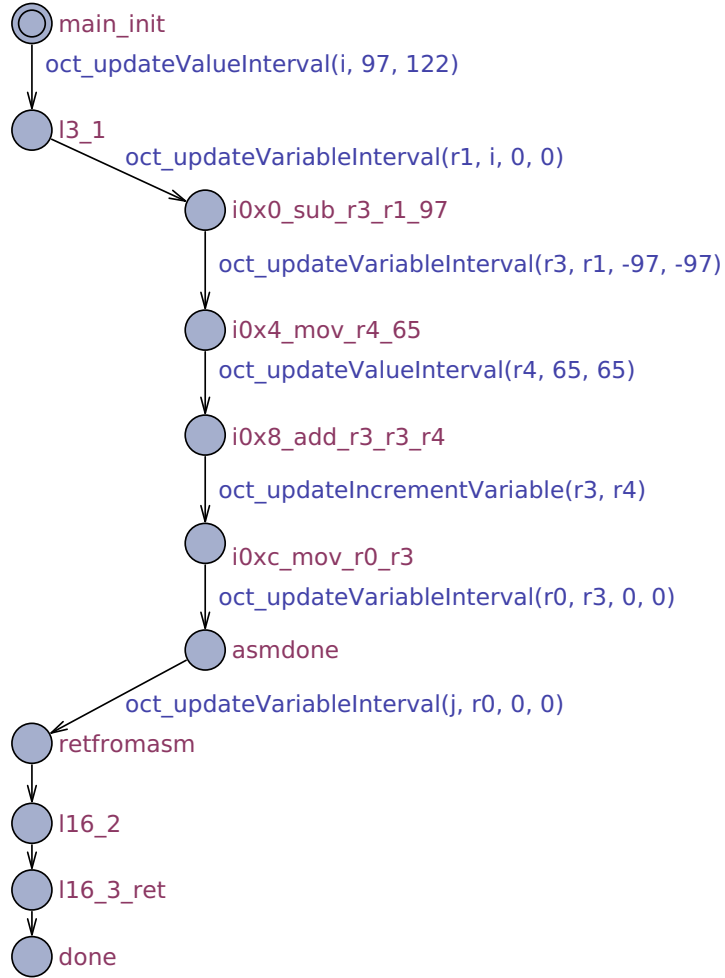 main_init
oct_updateValueInterval(i, 97, 122)
l3_1
oct_updateVariableInterval(r1, i, 0, 0)
i0x0_sub_r3_r1_97
oct_updateVariableInterval(r3, r1, -97, -97)
i0x4_mov_r4_65
oct_updateValueInterval(r4, 65, 65)
i0x8_add_r3_r3_r4
oct_updateIncrementVariable(r3, r4)
i0xc_mov_r0_r3
oct_updateVariableInterval(r0, r3, 0, 0)
asmdone
oct_updateVariableInterval(j, r0, 0, 0)
retfromasm
l16_2
l16_3_ret
done